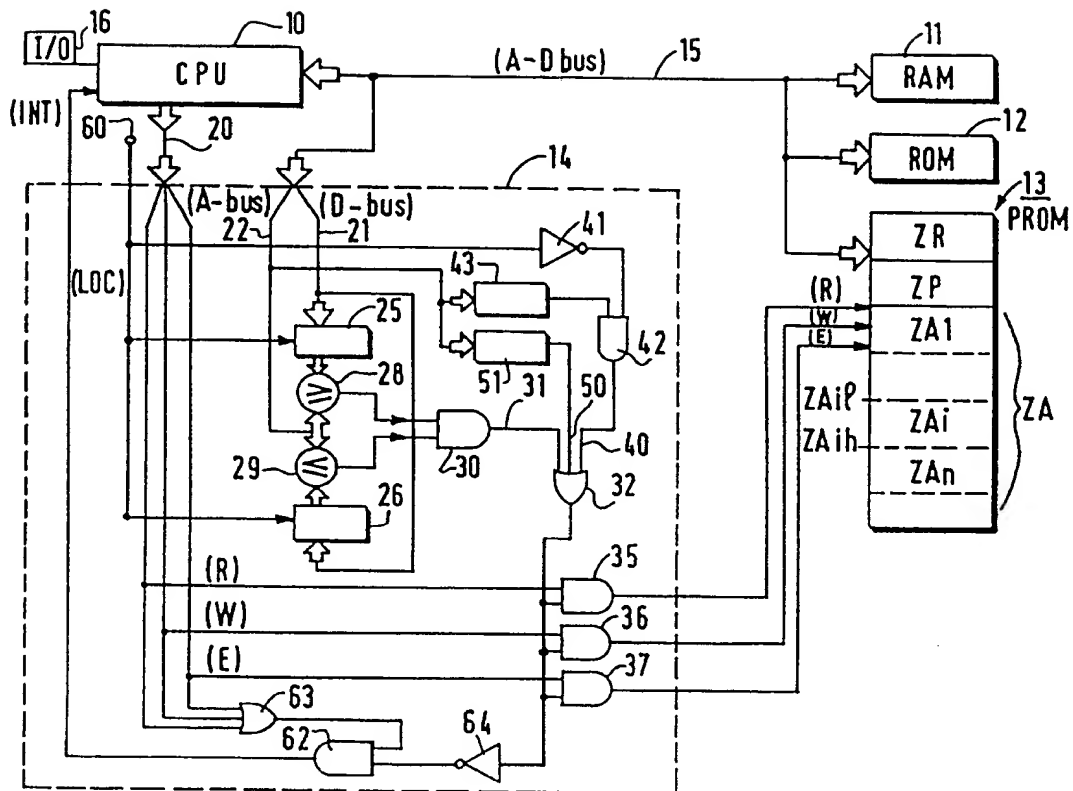 16
10
I/O
CPU
(A-D bus)
15
11
RAM
(INT)
60
20
12
ROM
14
13
PROM
(A-bus)
(D-bus)
22
21
41
ZR
(LOC)
43
ZP
25
(R)
(W)
ZA1
(E)
42
51
28
31
50
ZAiℓ
ZAi
ZA
30
40
ZAih
29
32
ZAn
26
(R)
35
(W)
36
(E)
37
63
62
64